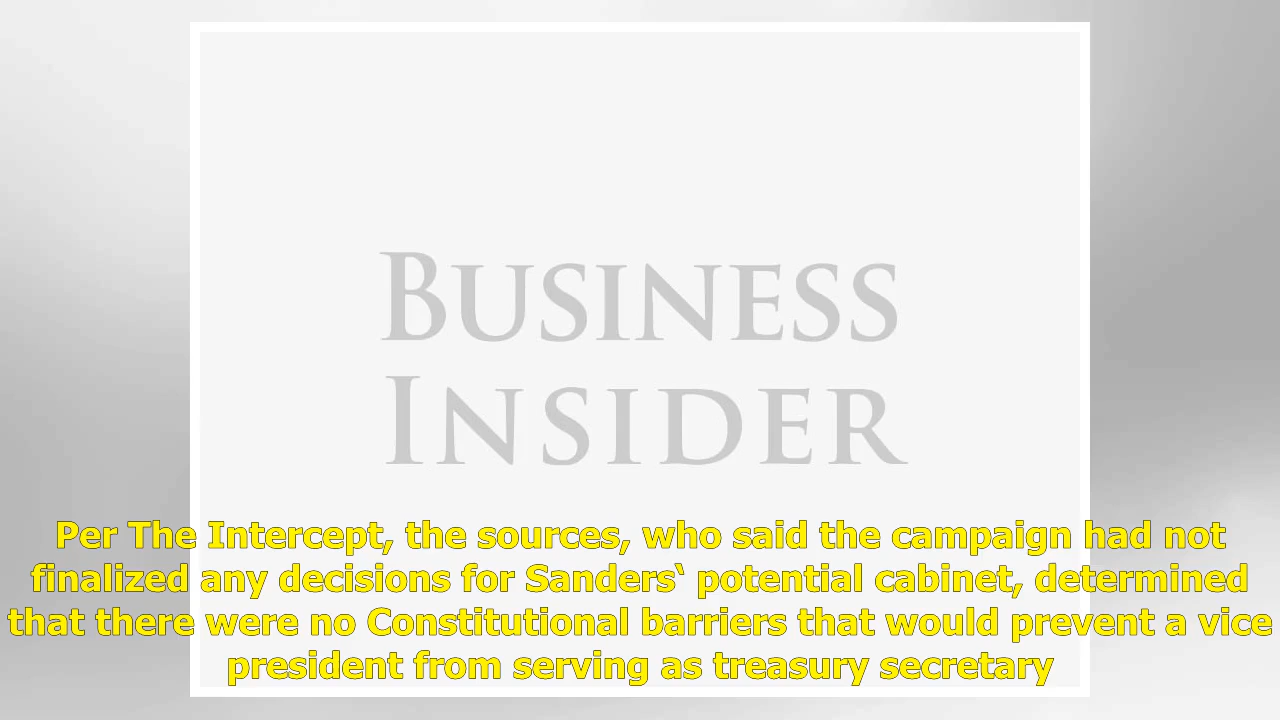 BUSINESS
INSIDER
Per The Intercept, the sources, who said the campaign had not
finalized any decisions for Sanders‘ potential cabinet, determined
that there were no Constitutional barriers that would prevent a vice
president from serving as treasury secretary